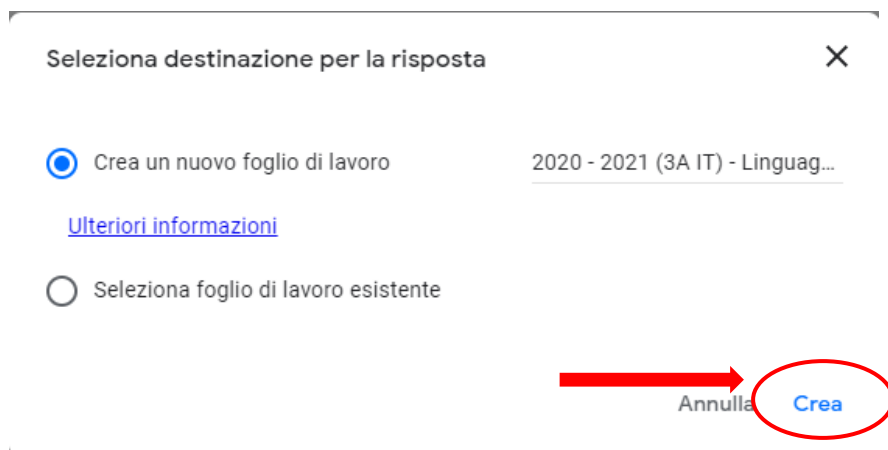 Seleziona destinazione per la risposta
Crea un nuovo foglio di lavoro 2020 - 2021 (3A IT) - Linguag...
Ulteriori informazioni
Seleziona foglio di lavoro esistente
Annulla Crea